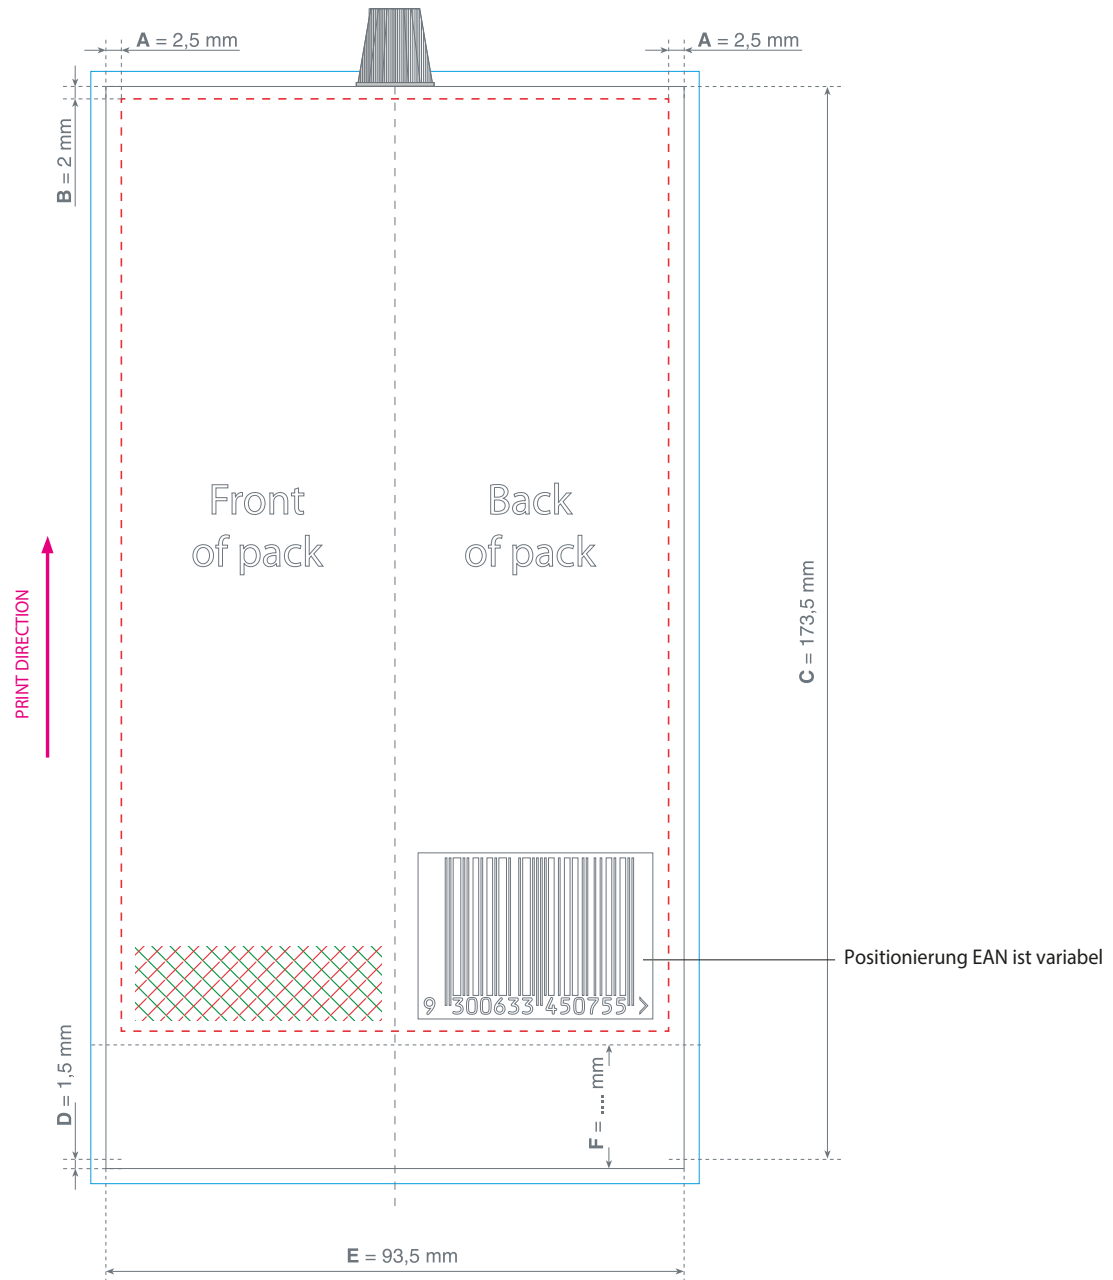 A = 2,5 mm
A = 2,5 mm
B = 2 mm
Front
of pack
Back
of pack
PRINT DIRECTION
C = 173,5 mm
Positionierung EAN ist variabel
9 300633 450755 >
D = 1,5 mm
F = .... mm
E = 93,5 mm